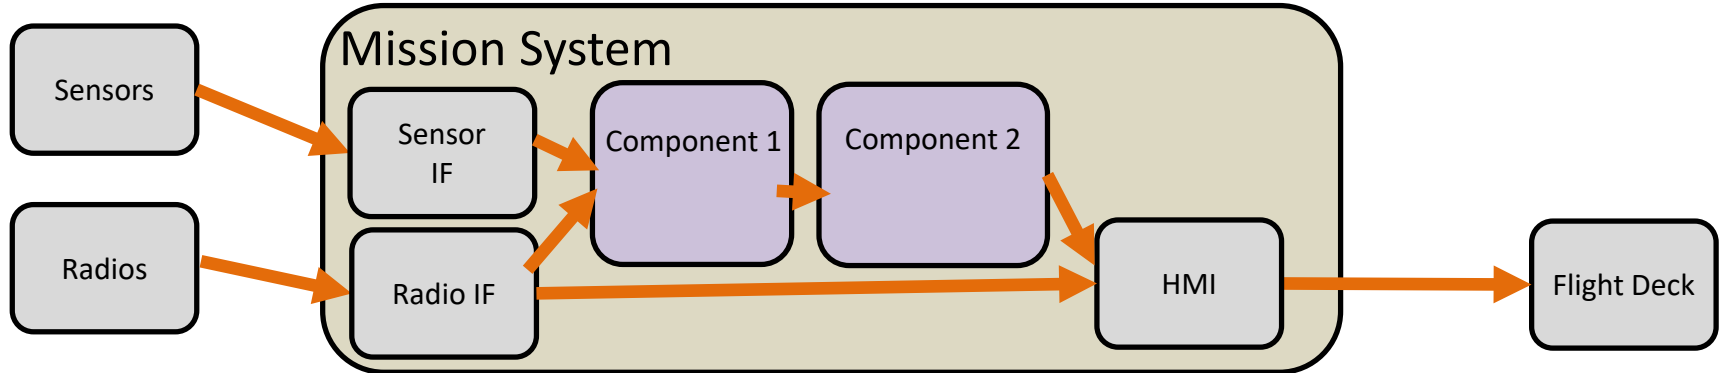 Mission System
Sensors
Sensor
IF
Component 1
Component 2
Radios
Radio IF
HMI
Flight Deck